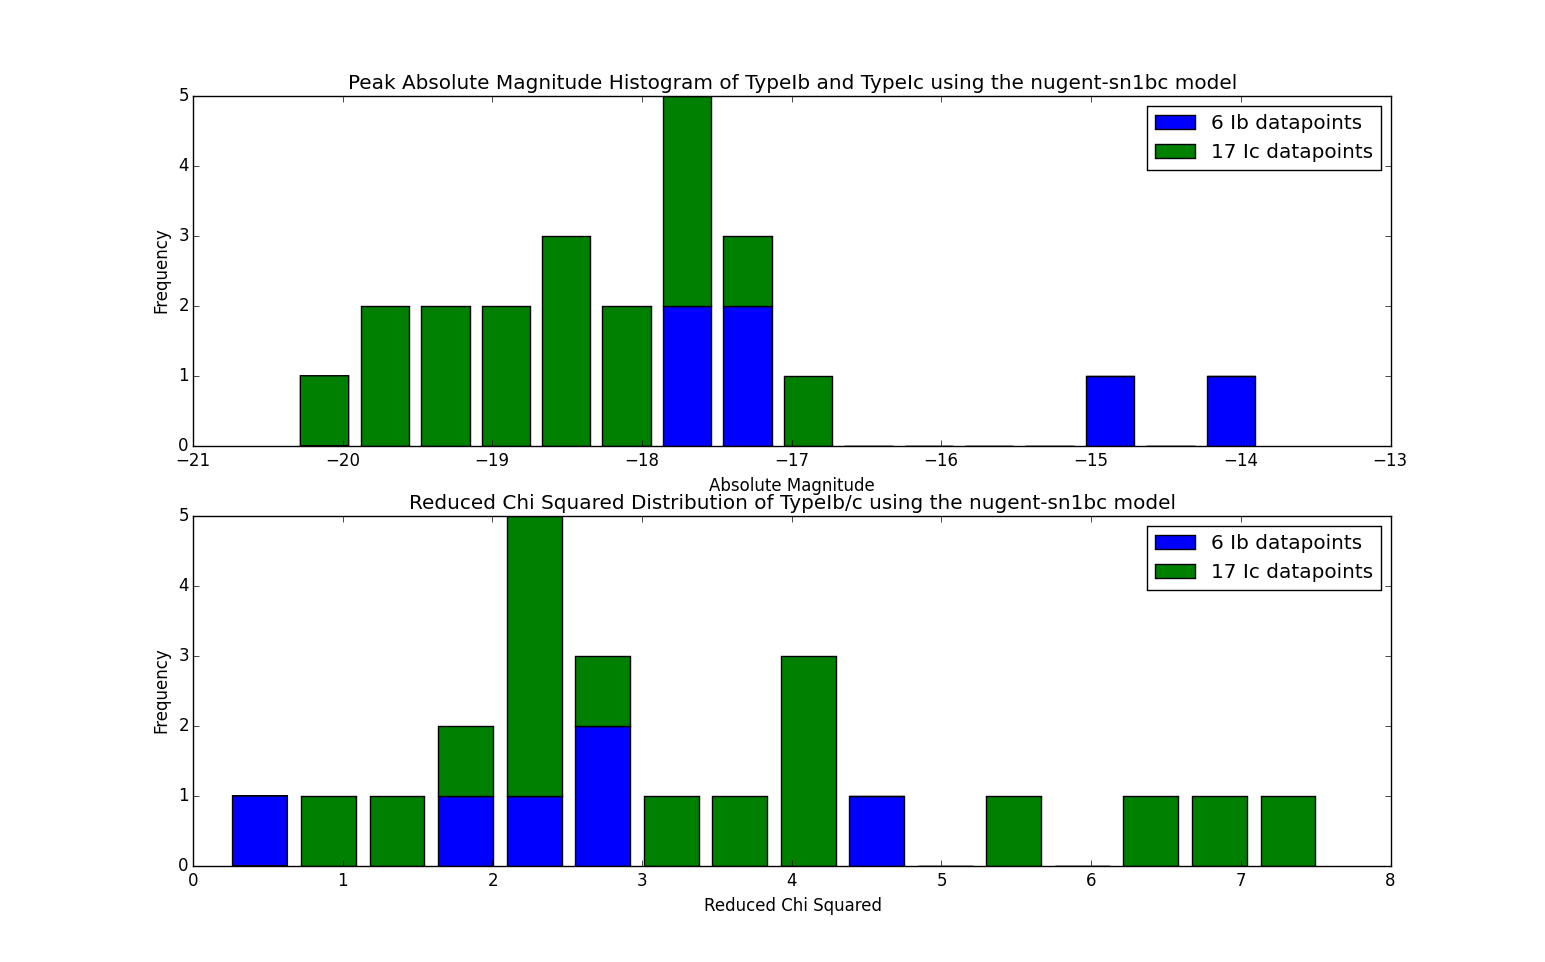 Peak Absolute Magnitude Histogram of TypeIb and TypeIc using the nugent-sn1bc model
5
4
3
2
1
0
Frequency
6 Ib datapoints
17 Ic datapoints
−21 −20 −19 −18 −17 −16 −15 −14 −13
Absolute Magnitude
Reduced Chi Squared Distribution of TypeIb/c using the nugent-sn1bc model
5
4
3
2
1
0
Frequency
6 Ib datapoints
17 Ic datapoints
0 1 2 3 4 5 6 7 8
Reduced Chi Squared